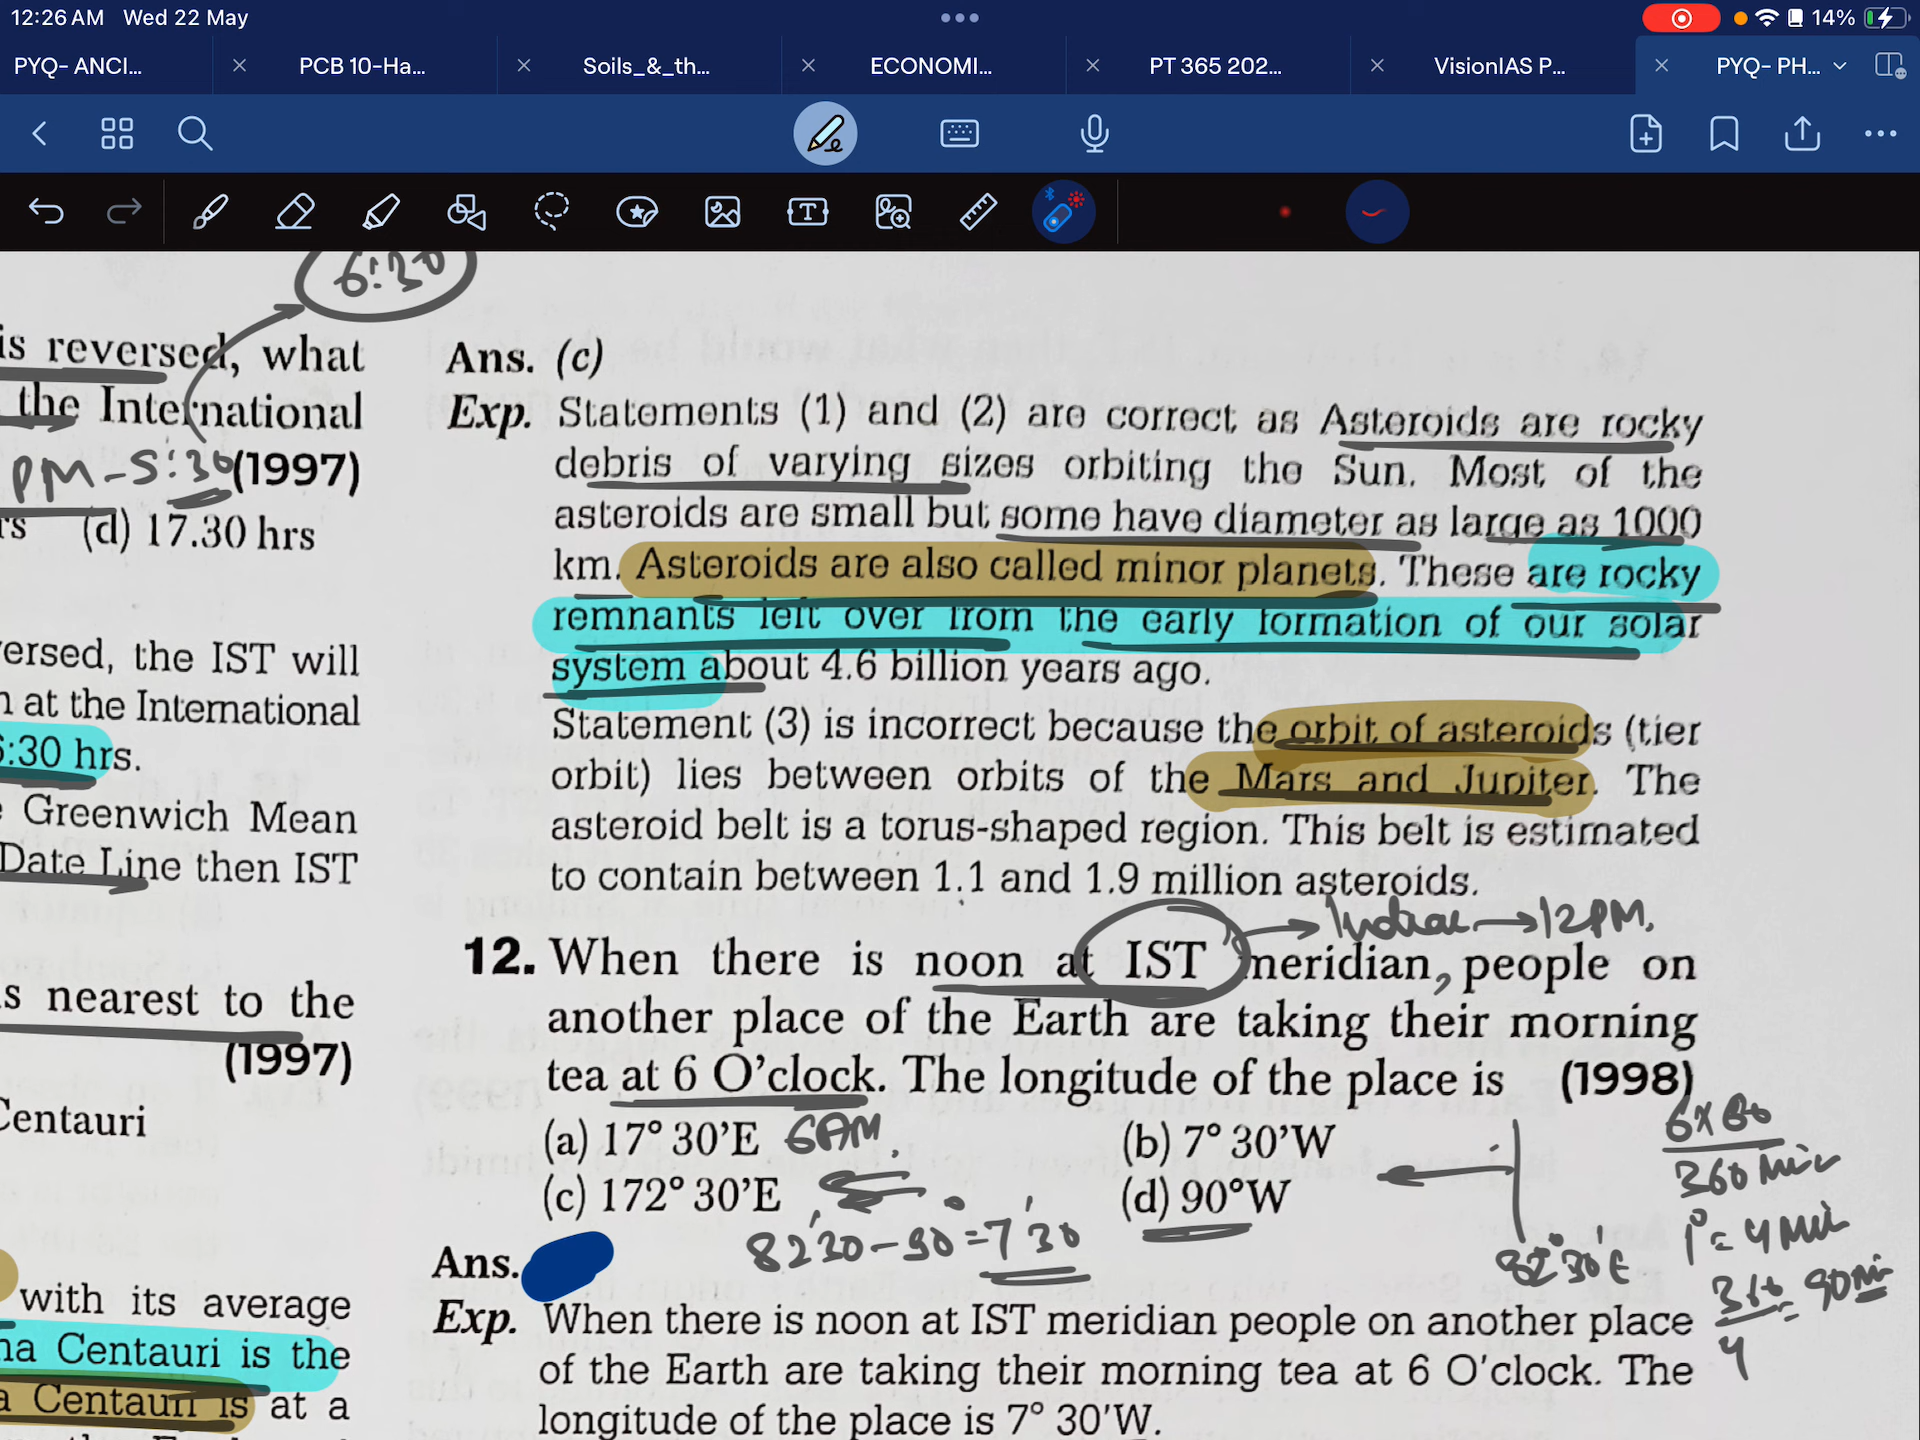 12:26 AM Wed 22 May
14%
PYQ- ANCI... PCB 10-Ha... Soils_&_th... ECONOMI... PT 365 202... VisionIAS P... PYQ- PH...
6:30
is reversed, what
the International
PM-5:30 (1997)
rs (d) 17.30 hrs
ersed, the IST will
n at the International
5:30 hrs.
Greenwich Mean
Date Line then IST
s nearest to the
(1997)
Centauri
with its average
na Centauri is the
a Centauri is at a
Ans. (c)
Exp. Statements (1) and (2) are correct as Asteroids are rocky
debris of varying sizes orbiting the Sun. Most of the
asteroids are small but some have diameter as large as 1000
km. Asteroids are also called minor planets. These are rocky
remnants left over from the early formation of our solar
system about 4.6 billion years ago.
Statement (3) is incorrect because the orbit of asteroids (tier
orbit) lies between orbits of the Mars and Jupiter. The
asteroid belt is a torus-shaped region. This belt is estimated
to contain between 1.1 and 1.9 million asteroids.
Indian → 12PM.
12. When there is noon at IST meridian, people on
another place of the Earth are taking their morning
tea at 6 O'clock. The longitude of the place is (1998)
(a) 17° 30'E 6AM. (b) 7° 30'W
(c) 172° 30'E (d) 90°W
82°30'-90°=7°30'
82°30'E
6x60
360 Min
1°=4 Min
360 = 90
4
Ans.
Exp. When there is noon at IST meridian people on another place
of the Earth are taking their morning tea at 6 O'clock. The
longitude of the place is 7° 30'W.